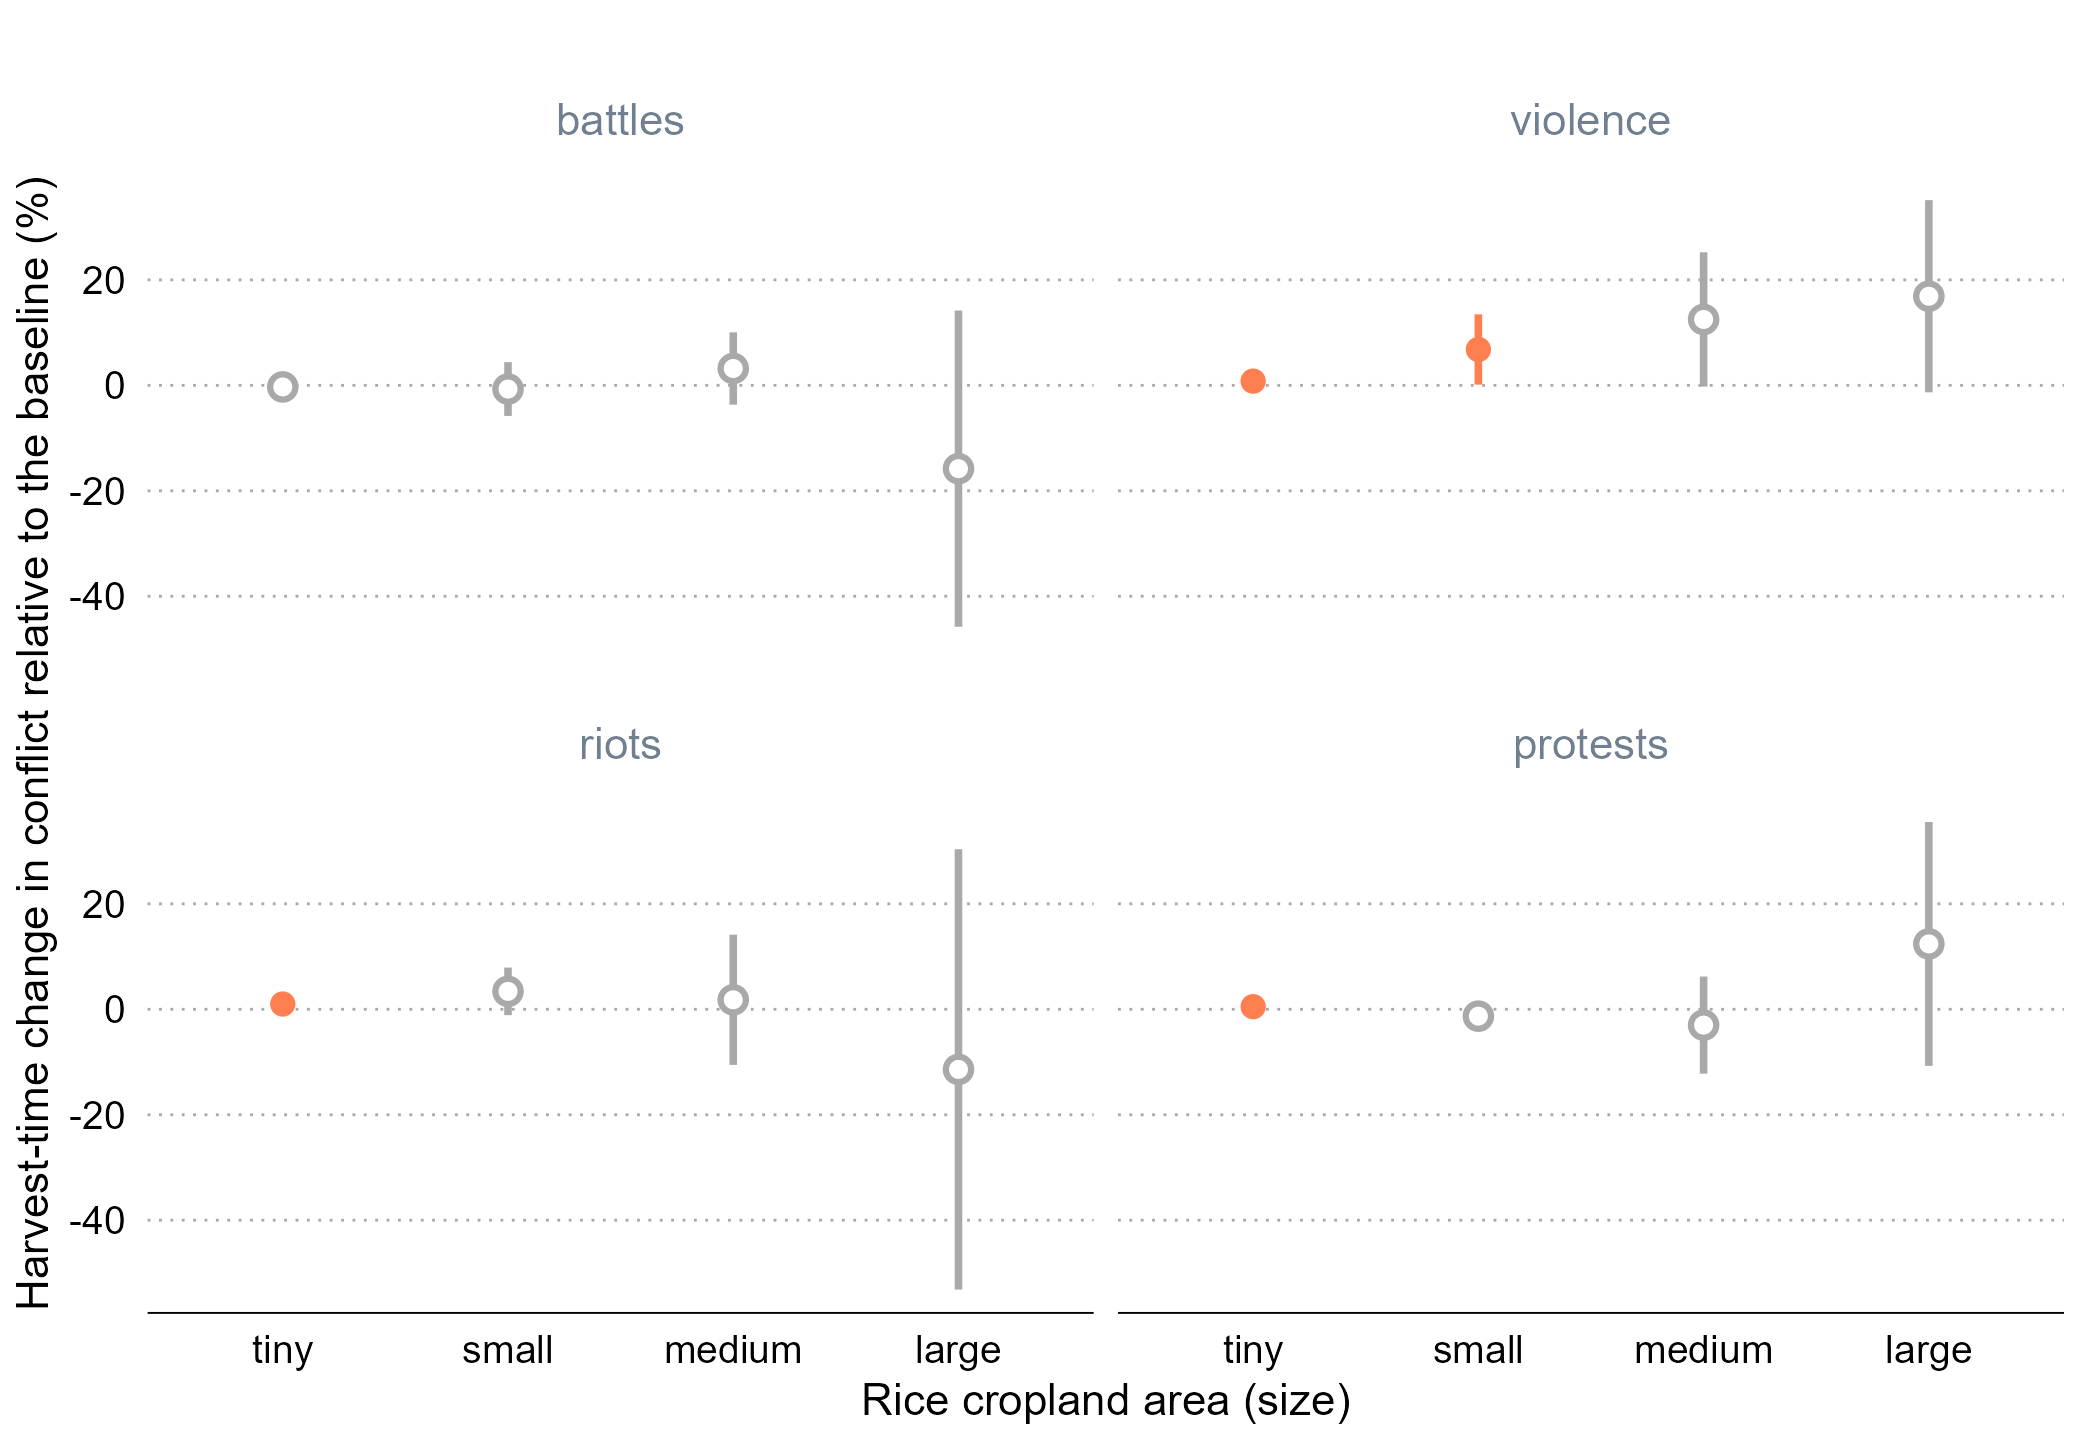 Harvest-time change in conflict relative to the baseline (%)
battles
violence
20
0
-20
-40
riots
protests
20
0
-20
-40
tiny small medium large tiny small medium large
Rice cropland area (size)